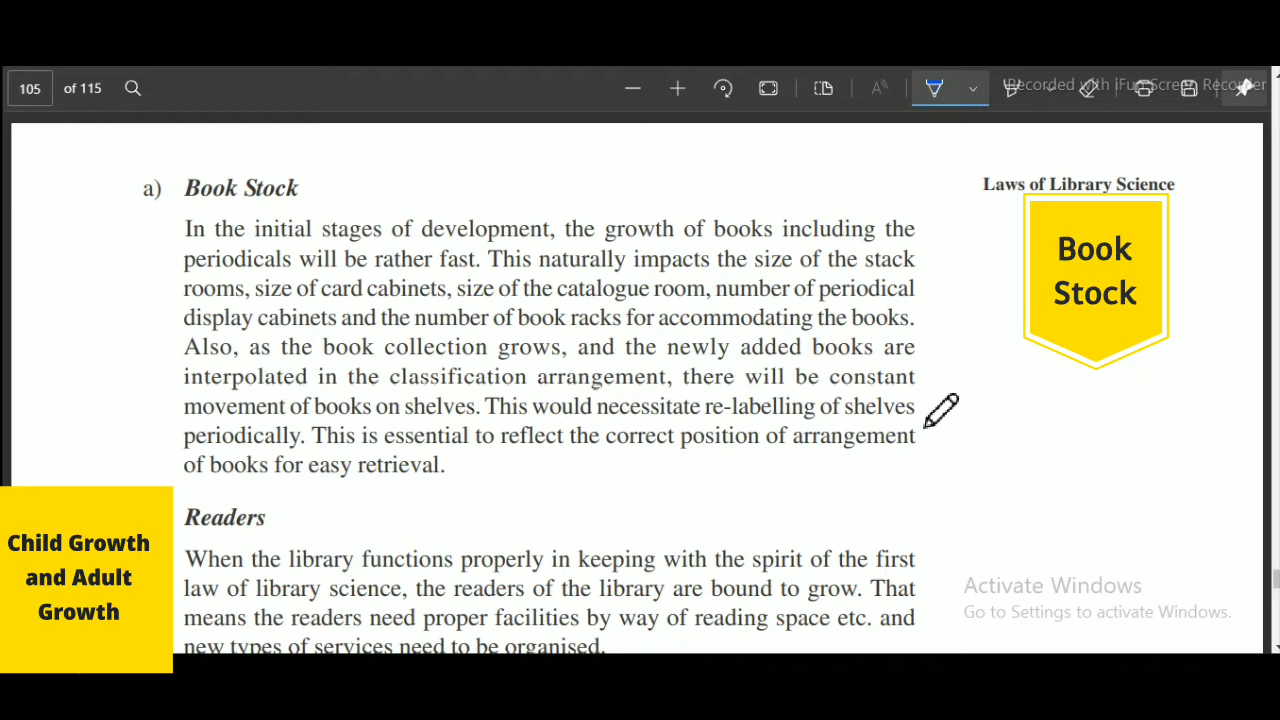 105 of 115
Recorded with iFun Screen Recorder
a) Book Stock
Laws of Library Science
In the initial stages of development, the growth of books including the
periodicals will be rather fast. This naturally impacts the size of the stack
rooms, size of card cabinets, size of the catalogue room, number of periodical
display cabinets and the number of book racks for accommodating the books.
Also, as the book collection grows, and the newly added books are
interpolated in the classification arrangement, there will be constant
movement of books on shelves. This would necessitate re-labelling of shelves
periodically. This is essential to reflect the correct position of arrangement
of books for easy retrieval.
Book
Stock
Readers
When the library functions properly in keeping with the spirit of the first
law of library science, the readers of the library are bound to grow. That
means the readers need proper facilities by way of reading space etc. and
new types of services need to be organised.
Child Growth
and Adult
Growth
Activate Windows
Go to Settings to activate Windows.